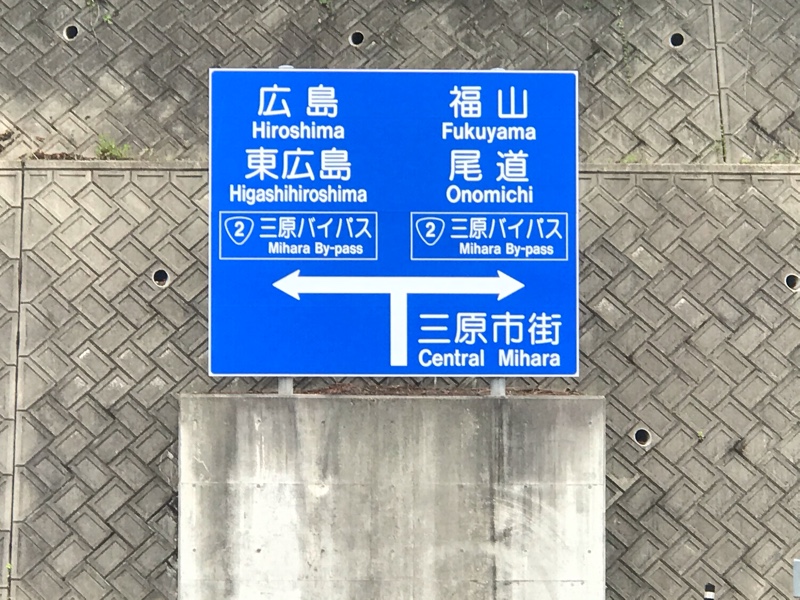 広島
Hiroshima
東広島
Higashihiroshima
2 三原バイパス
Mihara By-pass
福山
Fukuyama
尾道
Onomichi
2 三原バイパス
Mihara By-pass
三原市街
Central Mihara